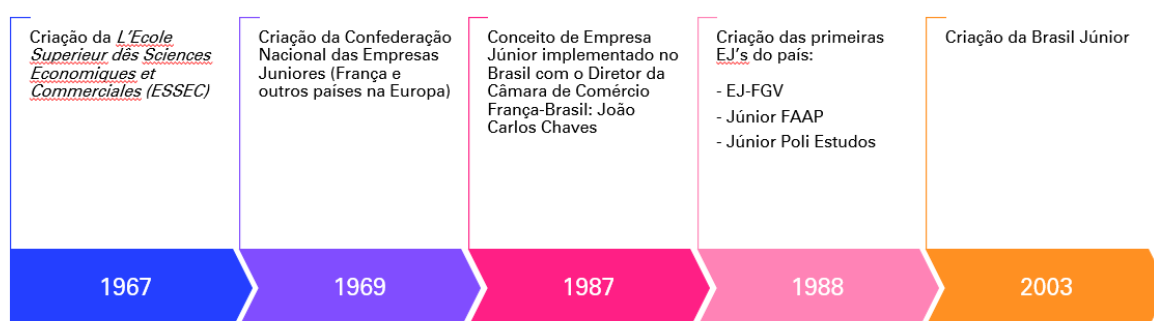 Criação da L'Ecole
Superieur dês Sciences
Economiques et
Commerciales (ESSEC)
Criação da Confederação
Nacional das Empresas
Juniores (França e
outros países na Europa)
Conceito de Empresa
Júnior implementado no
Brasil com o Diretor da
Câmara de Comércio
França-Brasil: João
Carlos Chaves
Criação das primeiras
EJ's do país:
- EJ-FGV
- Júnior FAAP
- Júnior Poli Estudos
Criação da Brasil Júnior
1967
1969
1987
1988
2003